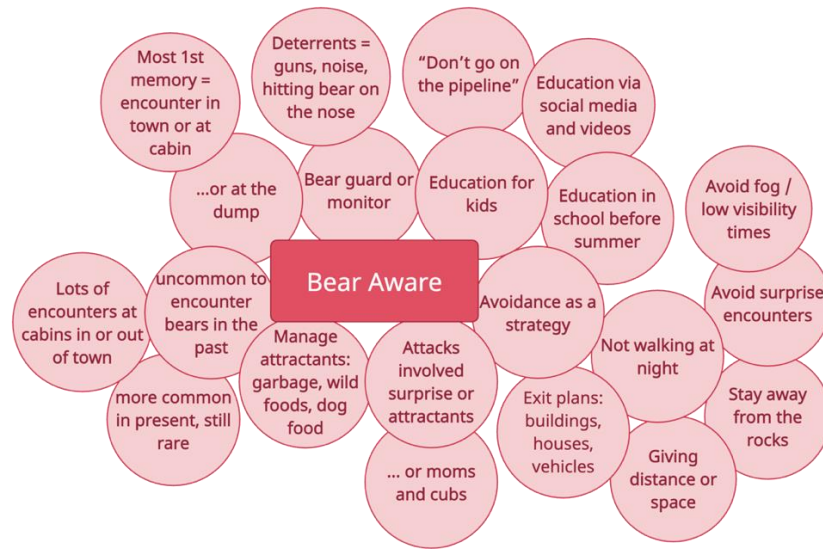 Most 1st
memory =
encounter in
town or at
cabin
Deterrents =
guns, noise,
hitting bear on
the nose
“Don’t go on
the pipeline”
Education via
social media
and videos
...or at the
dump
Bear guard or
monitor
Education for
kids
Education in
school before
summer
Avoid fog /
low visibility
times
Bear Aware
Lots of
encounters at
cabins in or out
of town
uncommon to
encounter
bears in the
past
Avoidance as a
strategy
Avoid surprise
encounters
Manage
attractants:
garbage, wild
foods, dog
food
Attacks
involved
surprise or
attractants
Not walking at
night
more common
in present, still
rare
Exit plans:
buildings,
houses,
vehicles
Stay away
from the
rocks
... or moms
and cubs
Giving
distance or
space